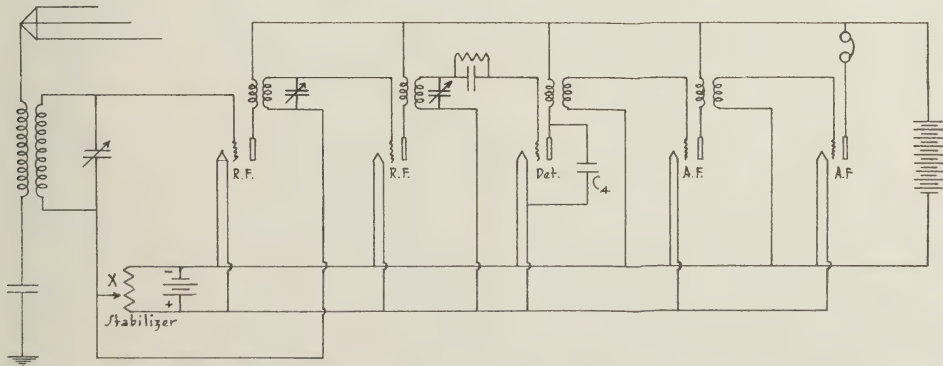 R.F.
R.F.
Det.
C4
A.F.
A.F
X
-
+
Stabilizer